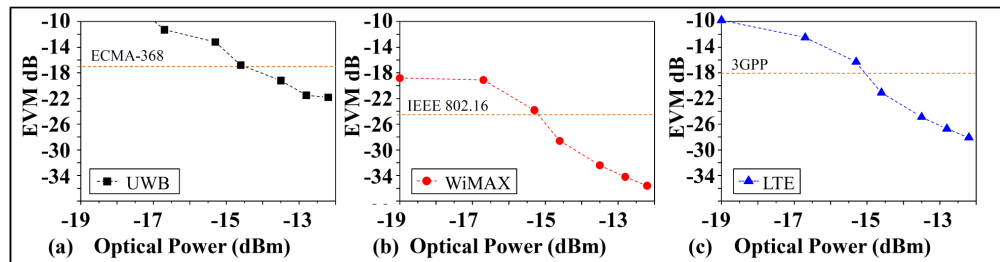 EVM dB
-10
-14
-18
-22
-26
-30
-34
-38
ECMA-368
UWB
-19
-17
-15
-13
(a) Optical Power (dBm)
EVM dB
-10
-14
-18
-22
-26
-30
-34
IEEE 802.16
WiMAX
-19
-17
-15
-13
(b) Optical Power (dBm)
EVM dB
-10
-14
-18
-22
-26
-30
-34
3GPP
LTE
-19
-17
-15
-13
(c) Optical Power (dBm)